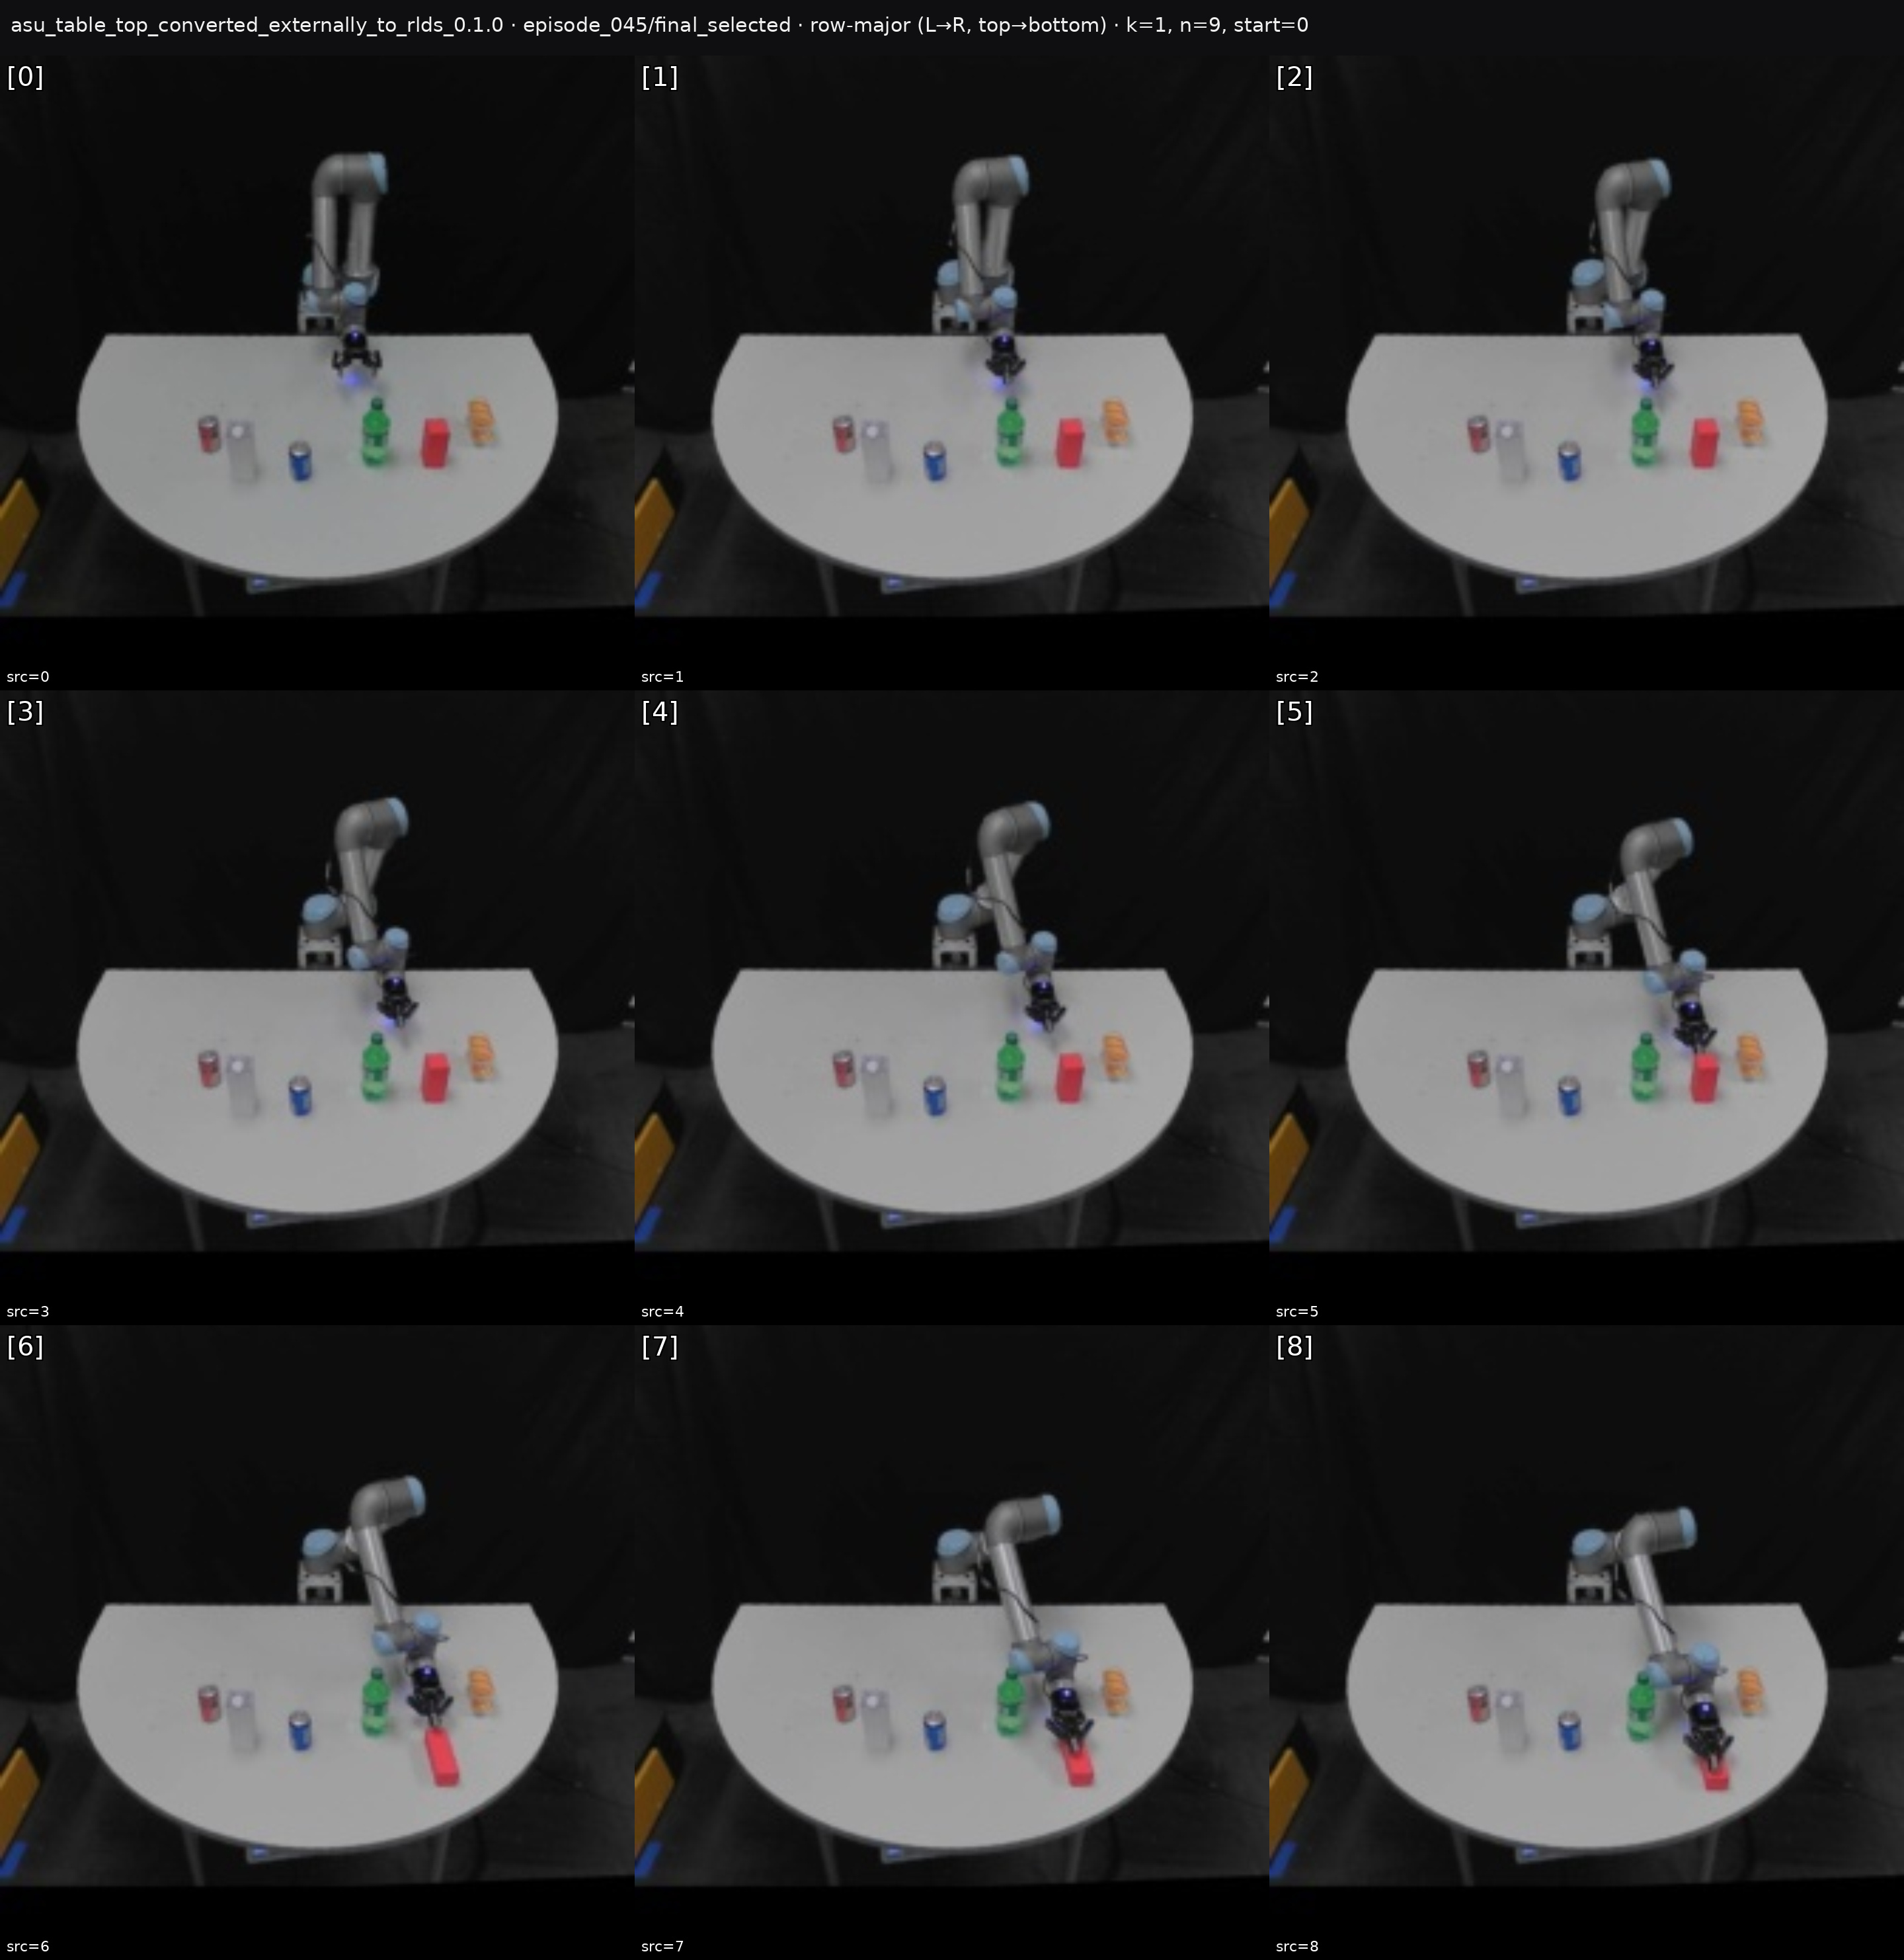 asu_table_top_converted_externally_to_rlds_0.1.0 · episode_045/final_selected · row-major (L→R, top→bottom) · k=1, n=9, start=0
[0]
[1]
[2]
src=0
src=1
src=2
[3]
[4]
[5]
src=3
src=4
src=5
[6]
[7]
[8]
src=6
src=7
src=8